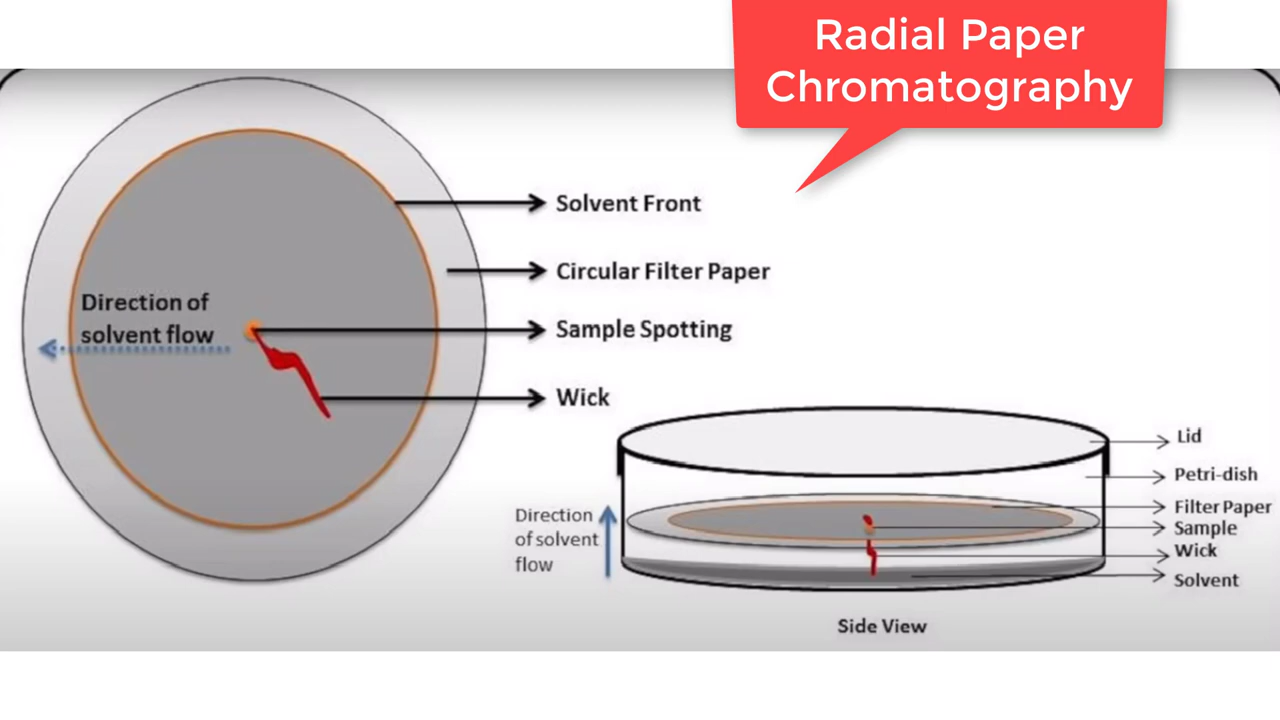 Radial Paper
Chromatography
Solvent Front
Circular Filter Paper
Direction of
solvent flow
Sample Spotting
Wick
Lid
Petri-dish
Direction
of solvent
flow
Filter Paper
Sample
Wick
Solvent
Side View